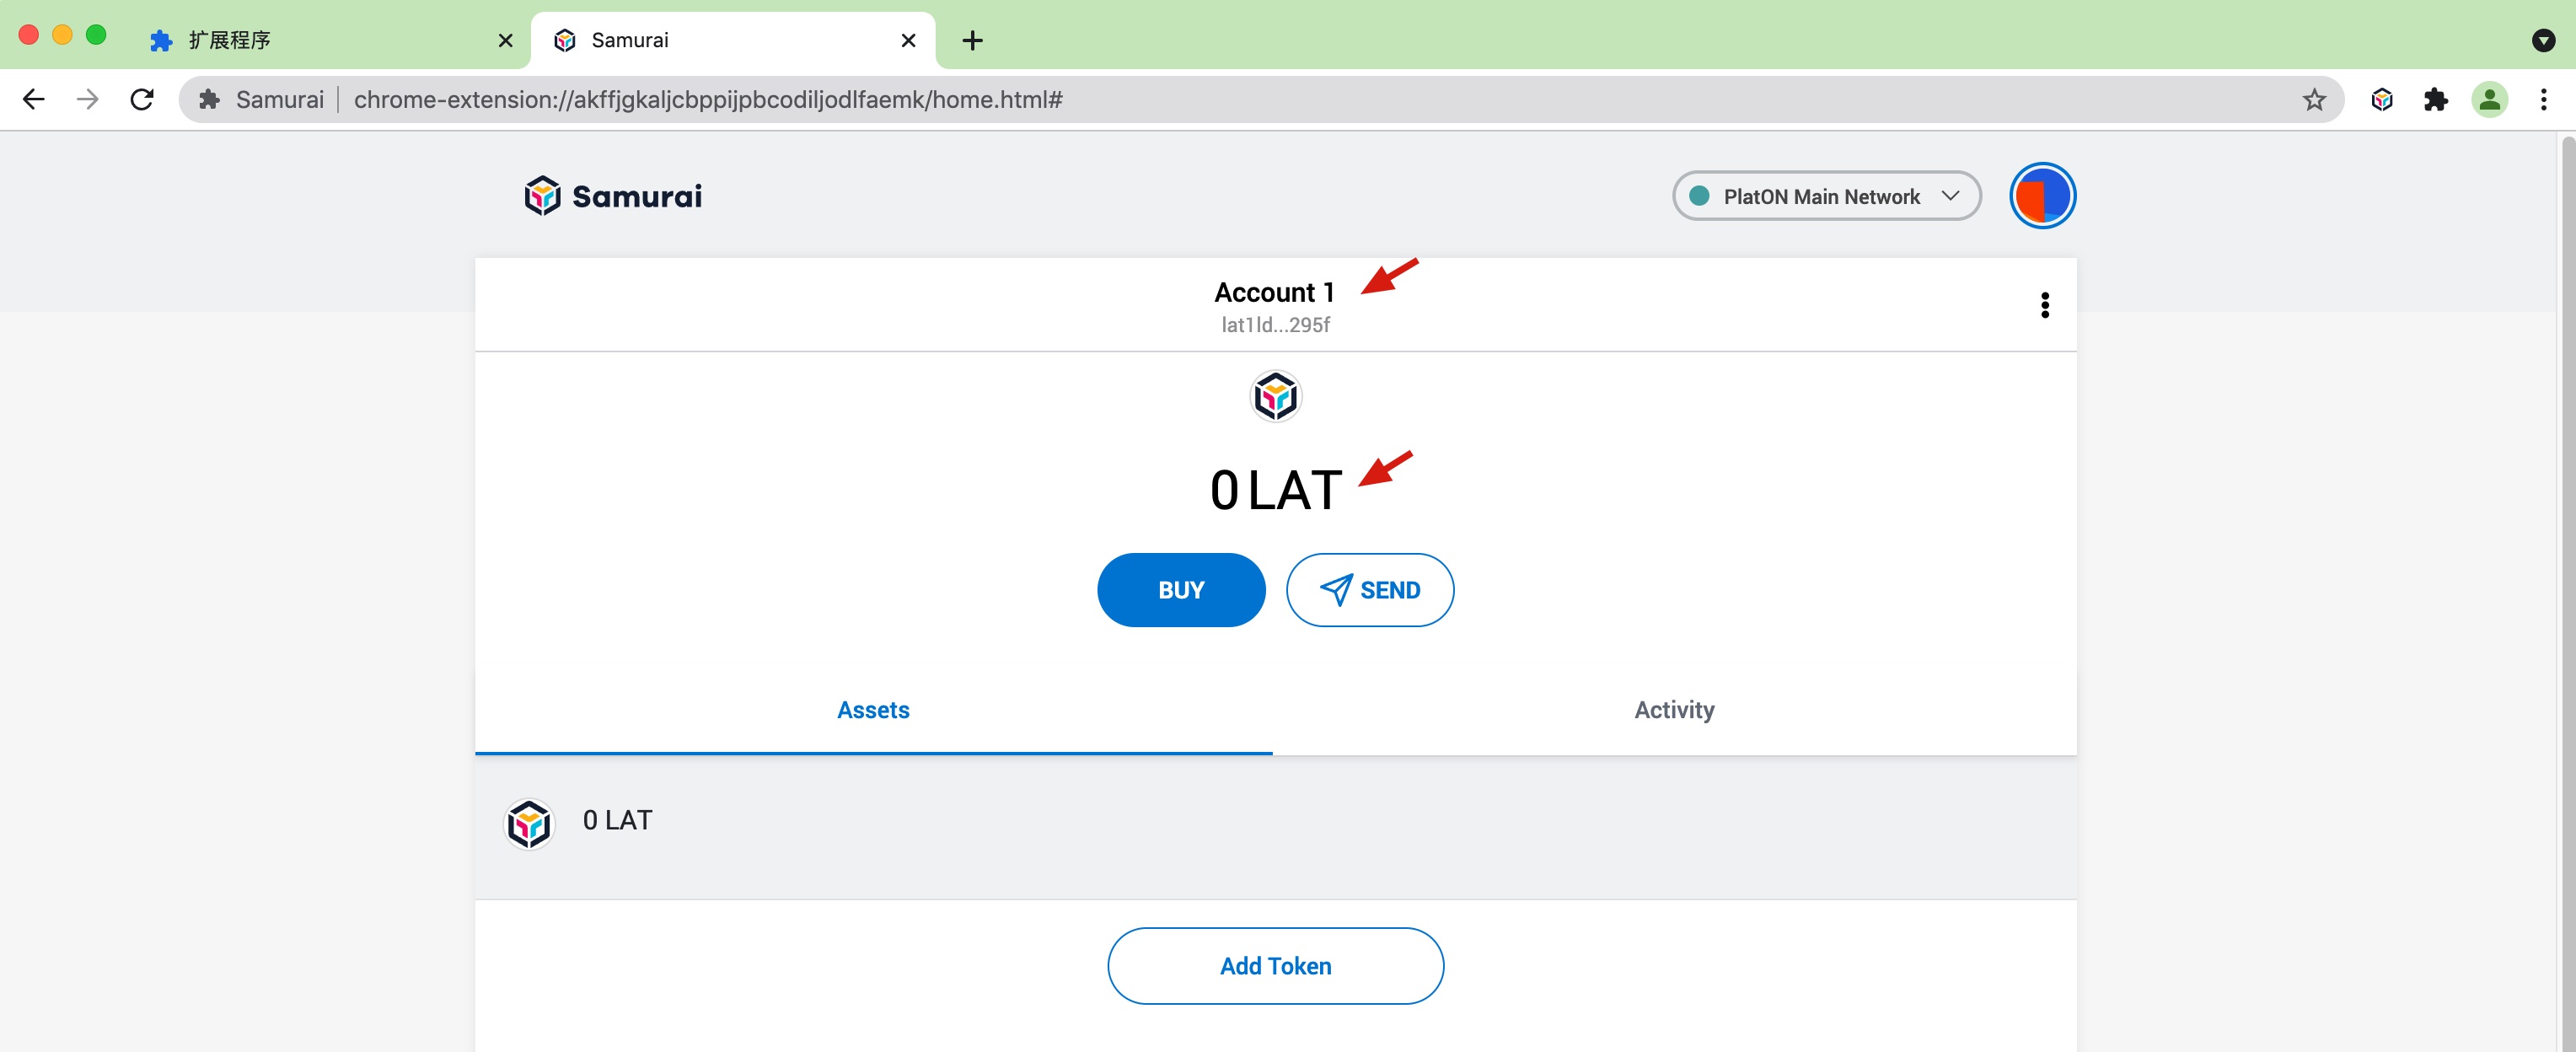 扩展程序
Samurai
Samurai
chrome-extension://akffjgkaljcbppijpbcodiljodlfaemk/home.html#
Samurai
PlatON Main Network
Account 1
lat1ld...295f
0 LAT
BUY
SEND
Assets
Activity
0 LAT
Add Token